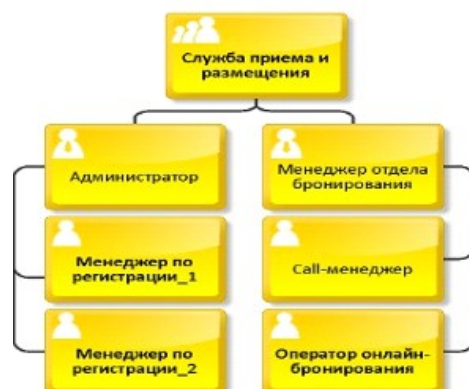 Служба приема и
размещения
Администратор
Менеджер отдела
бронирования
Менеджер по
регистрации_1
Call-менеджер
Менеджер по
регистрации_2
Оператор онлайн-
бронирования